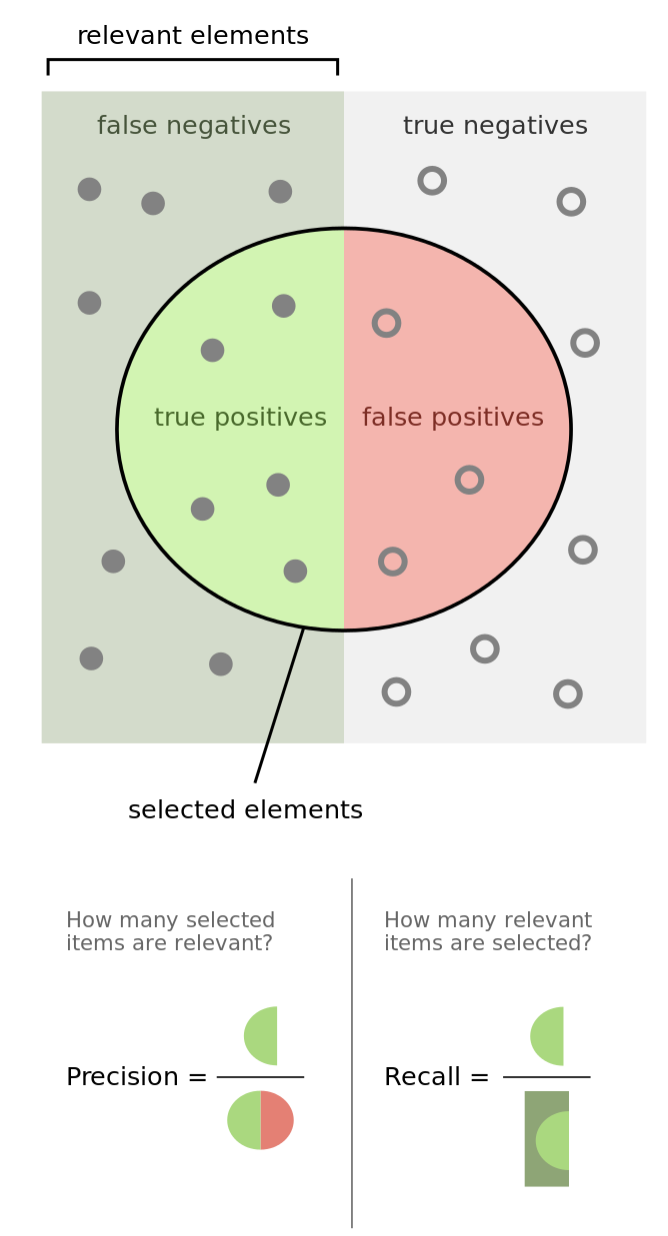 relevant elements
false negatives
true negatives
true positives
false positives
selected elements
How many selected
items are relevant?
How many relevant
items are selected?
Precision =
Recall =